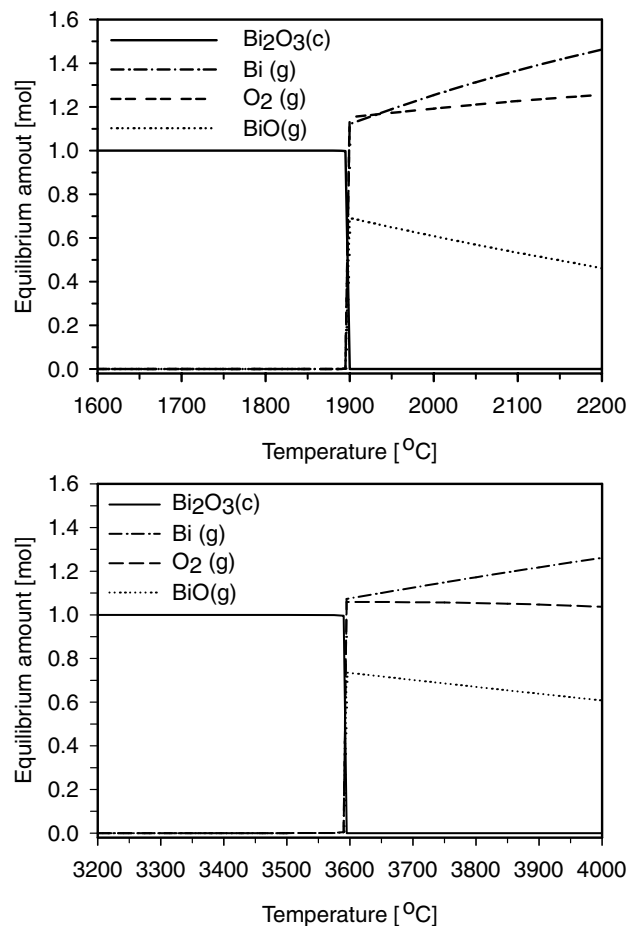 1.6
1.4
1.2
1.0
0.8
0.6
0.4
0.2
0.0
Equilibrium amout [mol]
Bi2O3(c)
Bi (g)
O2 (g)
BiO(g)
1600 1700 1800 1900 2000 2100 2200
Temperature [oC]
1.6
1.4
1.2
1.0
0.8
0.6
0.4
0.2
0.0
Equilibrium amount [mol]
Bi2O3(c)
Bi (g)
O2 (g)
BiO(g)
3200 3300 3400 3500 3600 3700 3800 3900 4000
Temperature [oC]